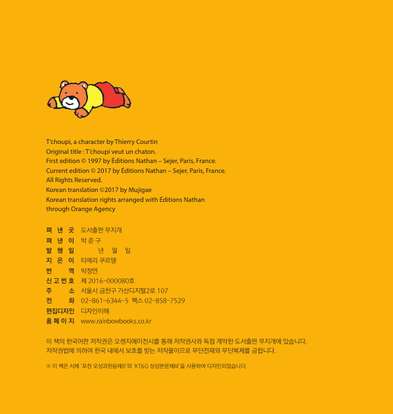 T'choupi, a character by Thierry Courtin
Original title : T'choupi veut un chaton.
First edition © 1997 by Éditions Nathan – Sejer, Paris, France.
Current edition © 2017 by Éditions Nathan – Sejer, Paris, France.
All Rights Reserved.
Korean translation ©2017 by Mujigae
Korean translation rights arranged with Éditions Nathan
through Orange Agency
펴 낸 곳 도서출판 무지개
펴 낸 이 박준구
발 행 일 년 월 일
지 은 이 티에리 쿠르탱
번 역 박정연
신고번호 제 2016-000080호
주 소 서울시 금천구 가산디지털2로 107
전 화 02-861-6344-5 팩스 02-858-7529
편집디자인 디자인이해
홈페이지 www.rainbowbooks.co.kr
이 책의 한국어판 저작권은 오렌지에이전시를 통해 저작권사와 독점 계약한 도서출판 무지개에 있습니다.
저작권법에 의하여 한국 내에서 보호를 받는 저작물이므로 무단전재와 무단복제를 금합니다.
※ 이 책은 서체 '포천 오성과한음체B'와 'KT&G 상상본문체M'을 사용하여 디자인되었습니다.